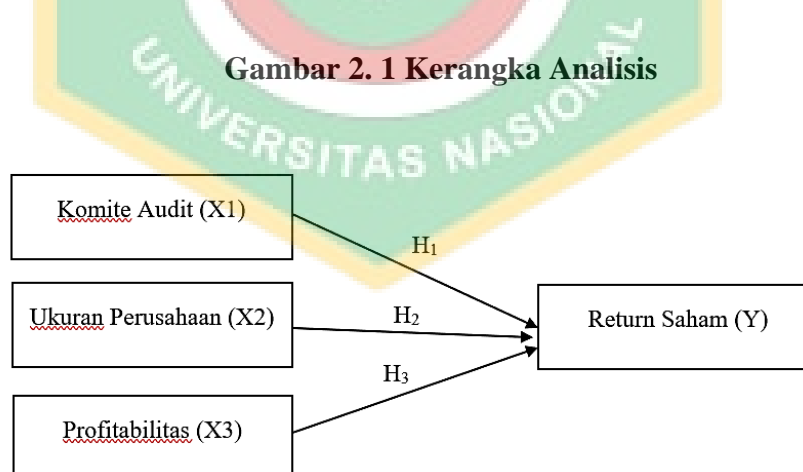 Gambar 2. 1 Kerangka Analisis
UNIVERSITAS NASIONAL
Komite Audit (X1)
H₁
Ukuran Perusahaan (X2)
H₂
Return Saham (Y)
H₃
Profitabilitas (X3)